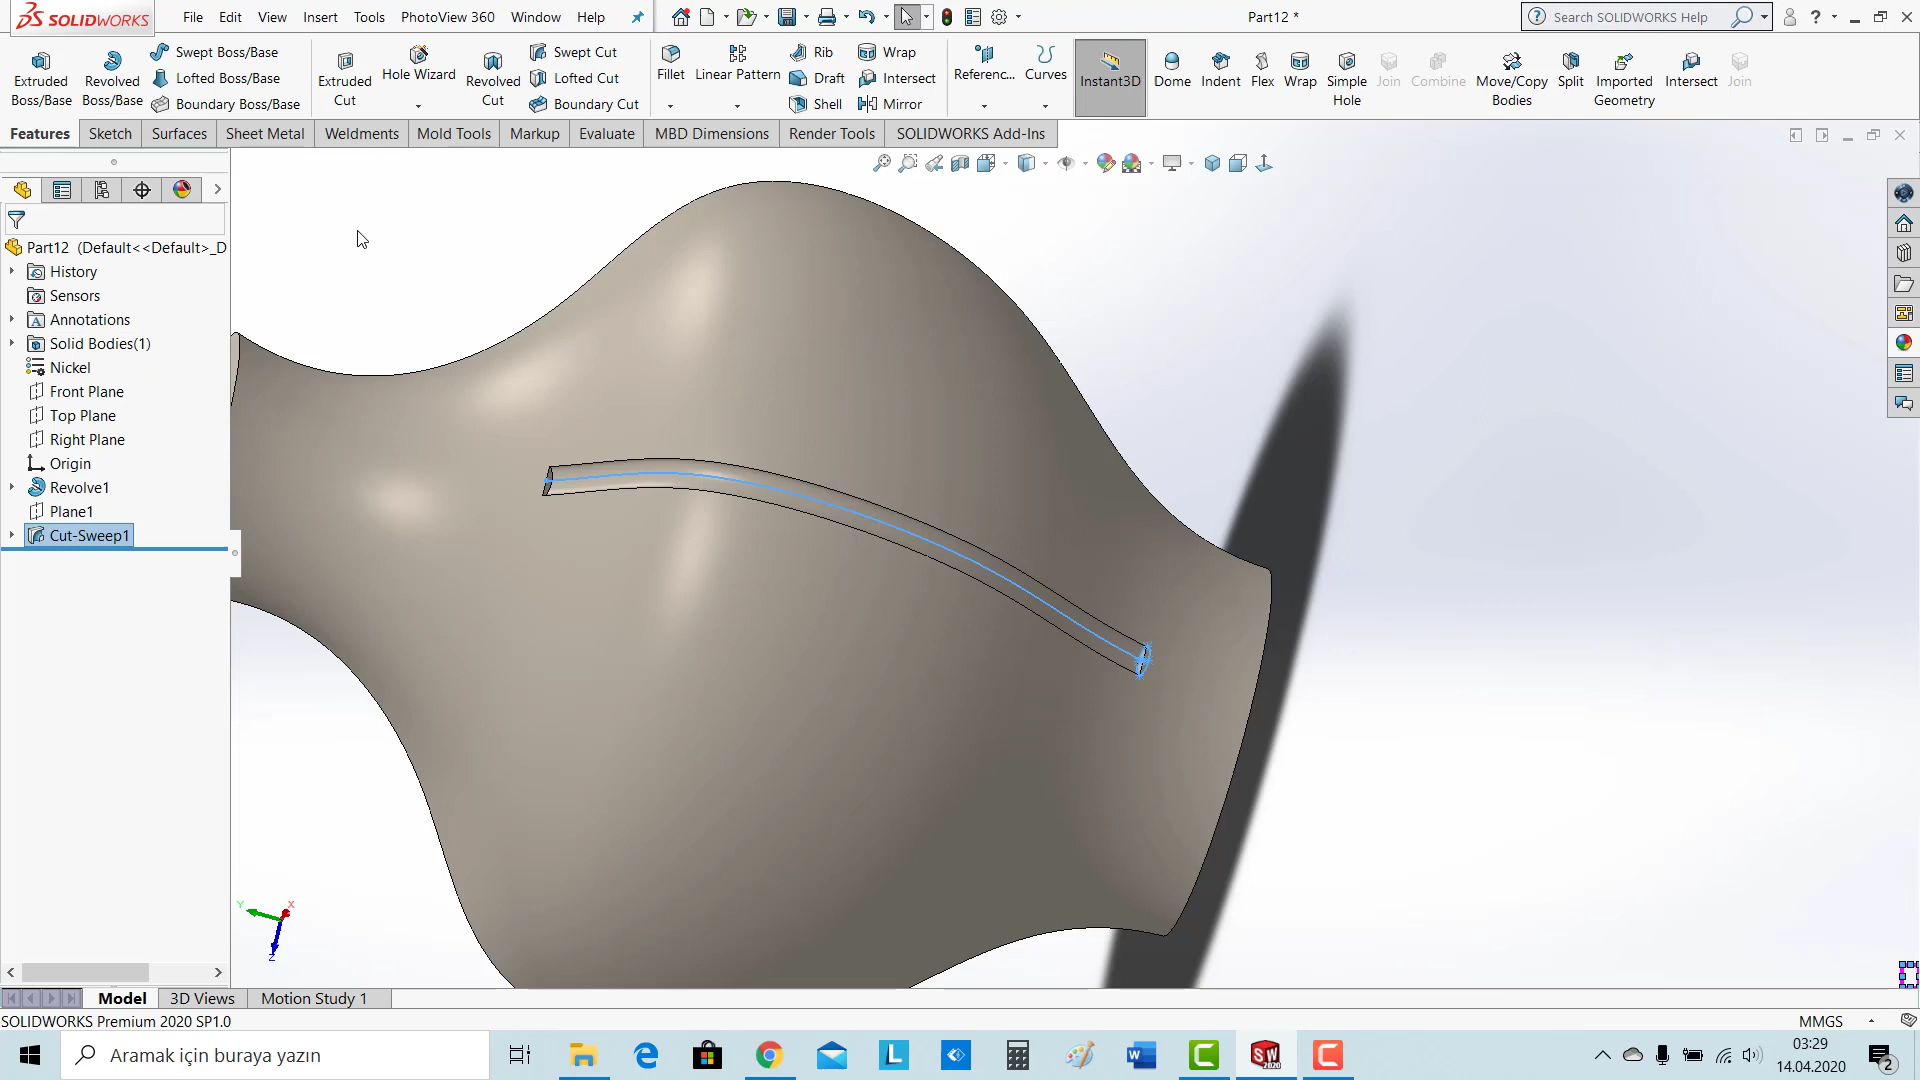 SOLIDWORKS File Edit View Insert Tools PhotoView 360 Window Help Part12 * Search SOLIDWORKS Help
Extruded Boss/Base
Revolved Boss/Base
Swept Boss/Base
Lofted Boss/Base
Boundary Boss/Base
Extruded Cut
Hole Wizard
Revolved Cut
Swept Cut
Lofted Cut
Boundary Cut
Fillet
Linear Pattern
Rib
Draft
Shell
Wrap
Intersect
Mirror
Referenc...
Curves
Instant3D
Dome
Indent
Flex
Wrap
Simple Hole
Join
Combine
Move/Copy Bodies
Split
Imported Geometry
Intersect
Join
Features Sketch Surfaces Sheet Metal Weldments Mold Tools Markup Evaluate MBD Dimensions Render Tools SOLIDWORKS Add-Ins
Part12 (Default<<Default>_D
History
Sensors
Annotations
Solid Bodies(1)
Nickel
Front Plane
Top Plane
Right Plane
Origin
Revolve1
Plane1
Cut-Sweep1
Y X
Z
Model 3D Views Motion Study 1
SOLIDWORKS Premium 2020 SP1.0 MMGS
Aramak için buraya yazın
03:29
14.04.2020
2